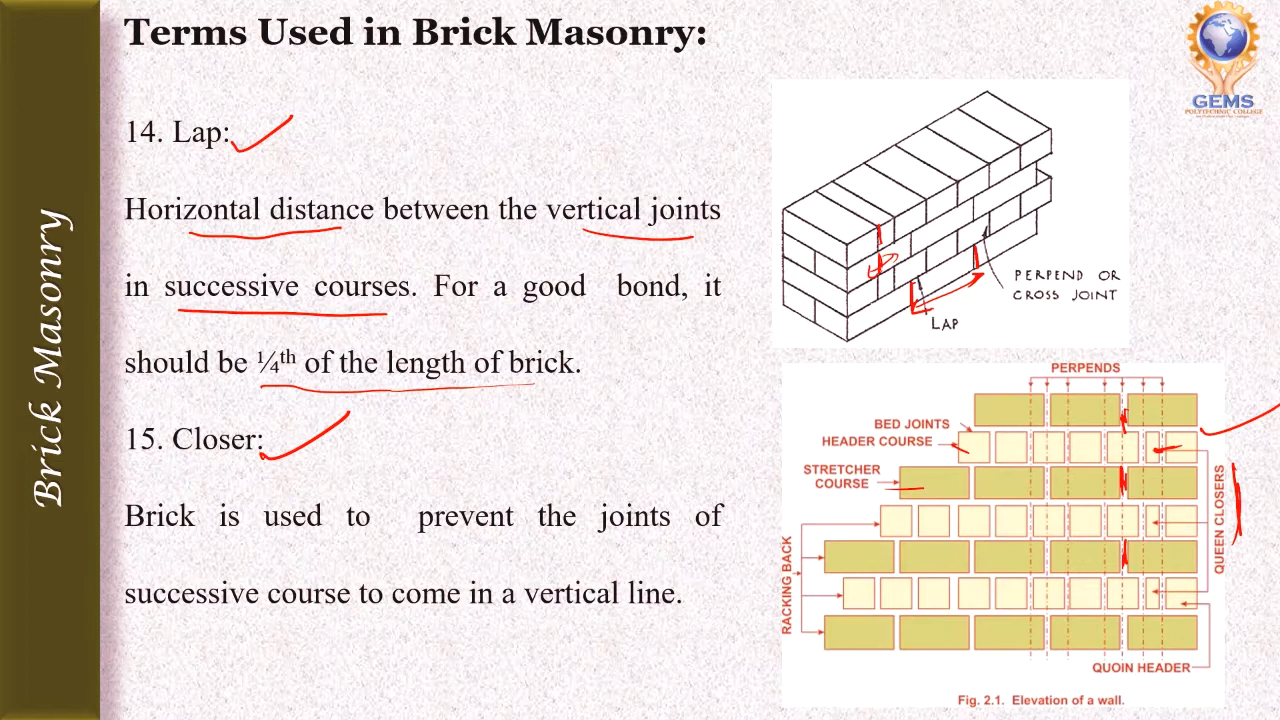 Terms Used in Brick Masonry:
14. Lap:
Horizontal distance between the vertical joints
in successive courses. For a good bond, it
should be ¼th of the length of brick.
15. Closer:
Brick is used to prevent the joints of
successive course to come in a vertical line.
Brick Masonry
GEMS
POLYTECHNIC COLLEGE
PERPEND OR
CROSS JOINT
LAP
PERPENDS
BED JOINTS
HEADER COURSE
STRETCHER
COURSE
RACKING BACK
QUEEN CLOSERS
QUOIN HEADER
Fig. 2.1. Elevation of a wall.